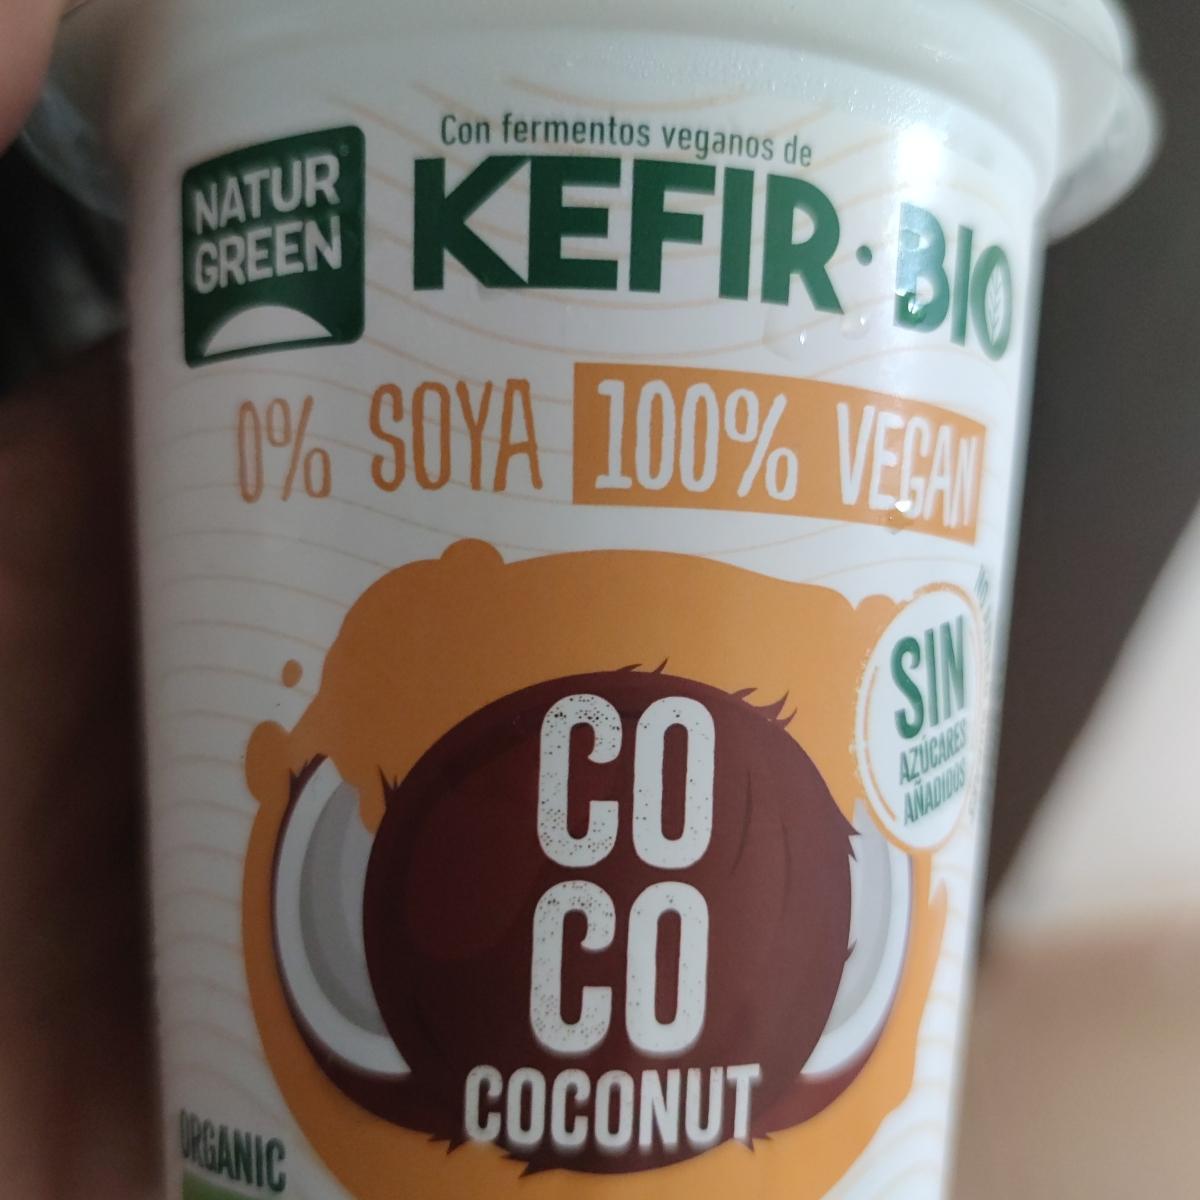 Con fermentos veganos de
NATUR
GREEN
KEFIR · BIO
0% SOYA 100% VEGAN
SIN
AZÚCARES
AÑADIDOS
CO
CO
COCONUT
ORGANIC